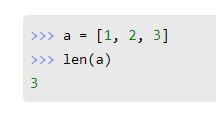 >>> a = [1, 2, 3]
>>> len(a)
3